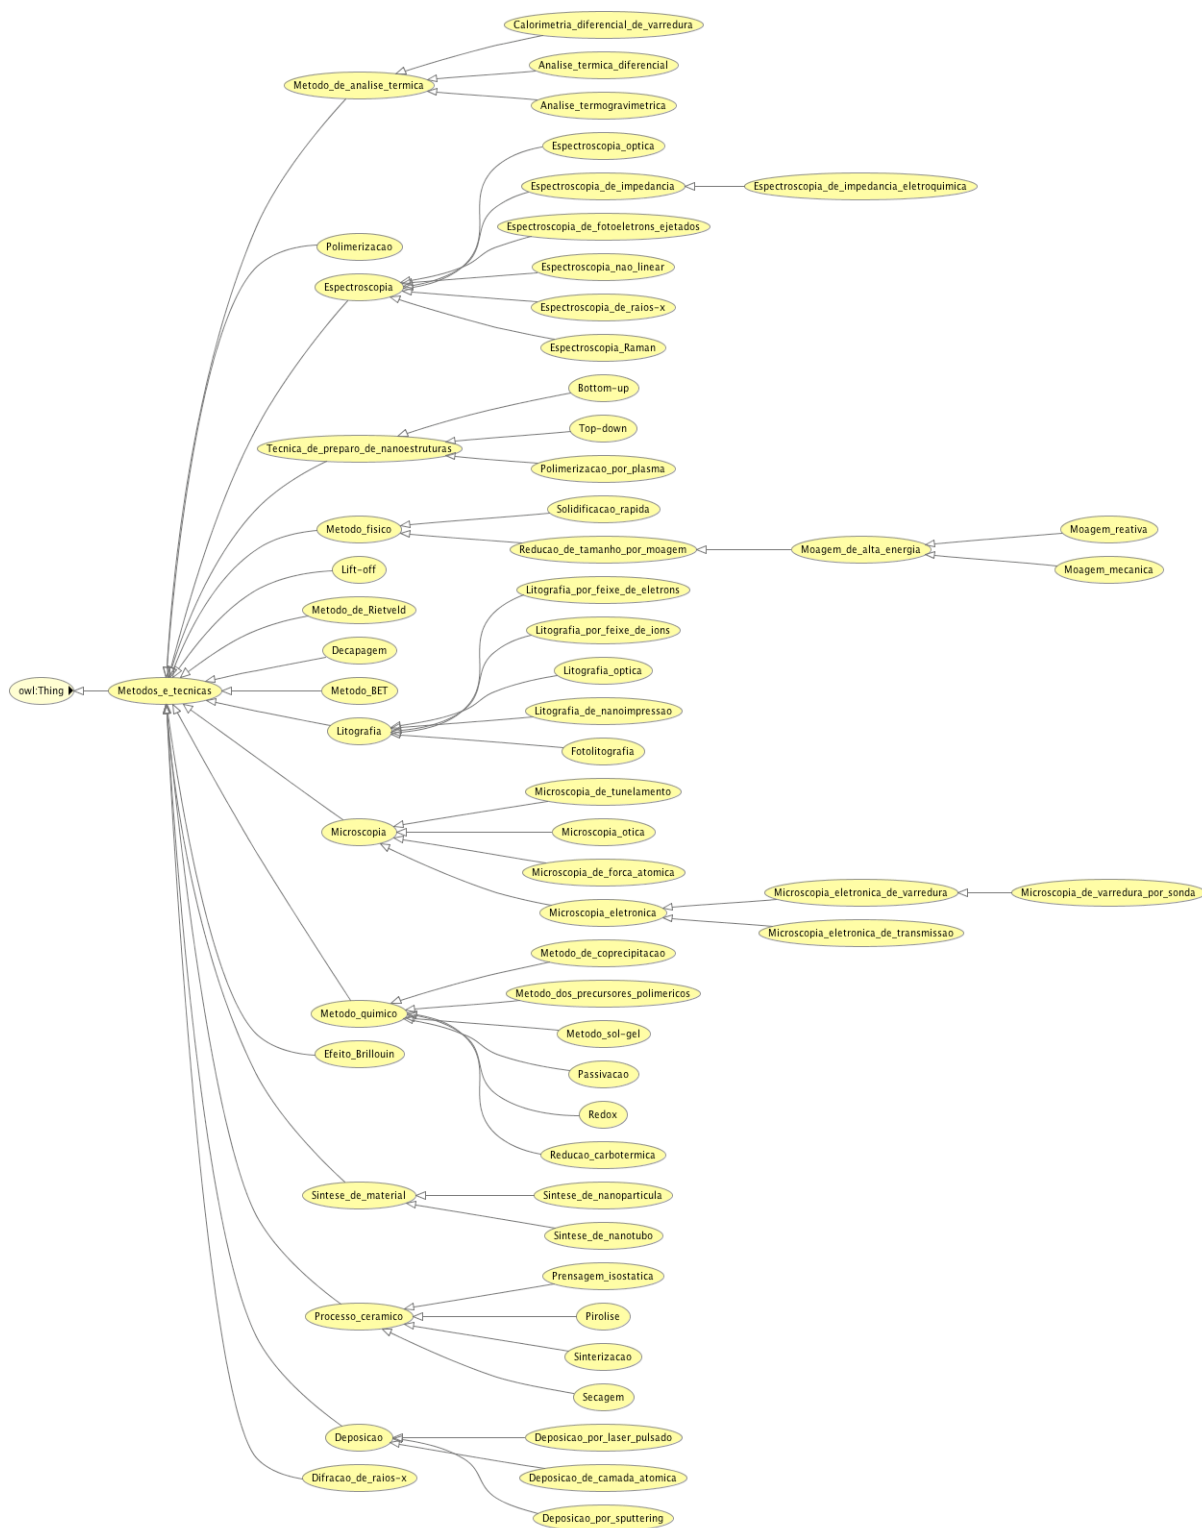 Calorimetria_diferencial_de_varredura
Analise_termica_diferencial
Metodo_de_analise_termica
Analise_termogravimetrica
Espectroscopia_optica
Espectroscopia_de_impedancia
Espectroscopia_de_impedancia_eletroquimica
Espectroscopia_de_fotoeletrons_ejetados
Polimerizacao
Espectroscopia_nao_linear
Espectroscopia
Espectroscopia_de_raios-x
Espectroscopia_Raman
Bottom-up
Top-down
Tecnica_de_preparo_de_nanoestruturas
Polimerizacao_por_plasma
Solidificacao_rapida
Metodo_fisico
Moagem_reativa
Reducao_de_tamanho_por_moagem
Moagem_de_alta_energia
Lift-off
Moagem_mecanica
Litografia_por_feixe_de_eletrons
Metodo_de_Rietveld
Litografia_por_feixe_de_ions
Decapagem
Litografia_optica
owl:Thing
Metodos_e_tecnicas
Metodo_BET
Litografia_de_nanoimpressao
Litografia
Fotolitografia
Microscopia_de_tunelamento
Microscopia
Microscopia_otica
Microscopia_de_forca_atomica
Microscopia_eletronica_de_varredura
Microscopia_de_varredura_por_sonda
Microscopia_eletronica
Microscopia_eletronica_de_transmissao
Metodo_de_coprecipitacao
Metodo_dos_precursores_polimericos
Metodo_quimico
Metodo_sol-gel
Efeito_Brillouin
Passivacao
Redox
Reducao_carbotermica
Sintese_de_material
Sintese_de_nanoparticula
Sintese_de_nanotubo
Prensagem_isostatica
Processo_ceramico
Pirolise
Sinterizacao
Secagem
Deposicao
Deposicao_por_laser_pulsado
Difracao_de_raios-x
Deposicao_de_camada_atomica
Deposicao_por_sputtering